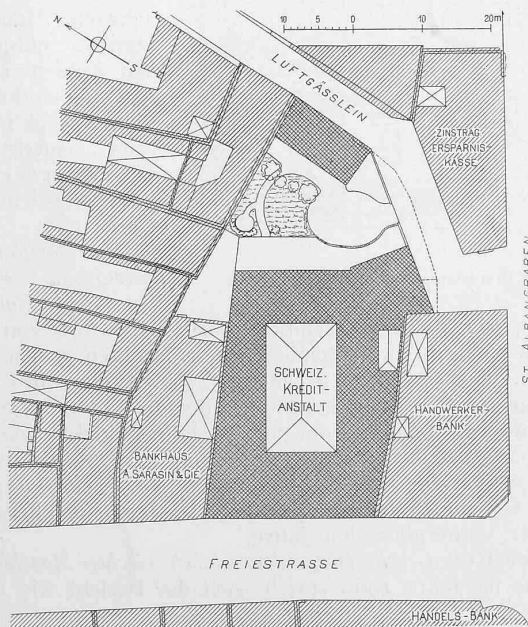 10 5 0 10 20m
N
S
LUFTGÄSSLEIN
ZINSTRAG.
ERSPARNIS-
KASSE
ST. ALBANGRABEN
SCHWEIZ.
KREDIT-
ANSTALT
HANDWERKER-
BANK
BANKHAUS
A. SARASIN & CIE.
FREIESTRASSE
HANDELS-BANK